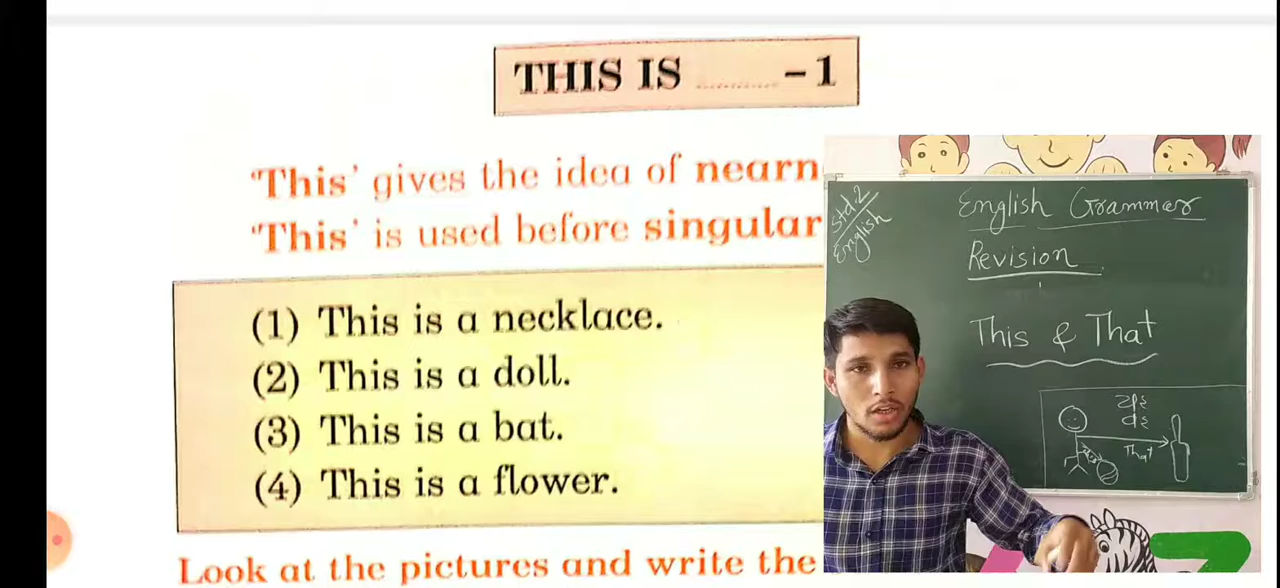 THIS IS ........ – 1
'This' gives the idea of nearn
'This' is used before singular
(1) This is a necklace.
(2) This is a doll.
(3) This is a bat.
(4) This is a flower.
Look at the pictures and write the
Std-2
English
English Grammar
Revision
This & That
यह
वह
That